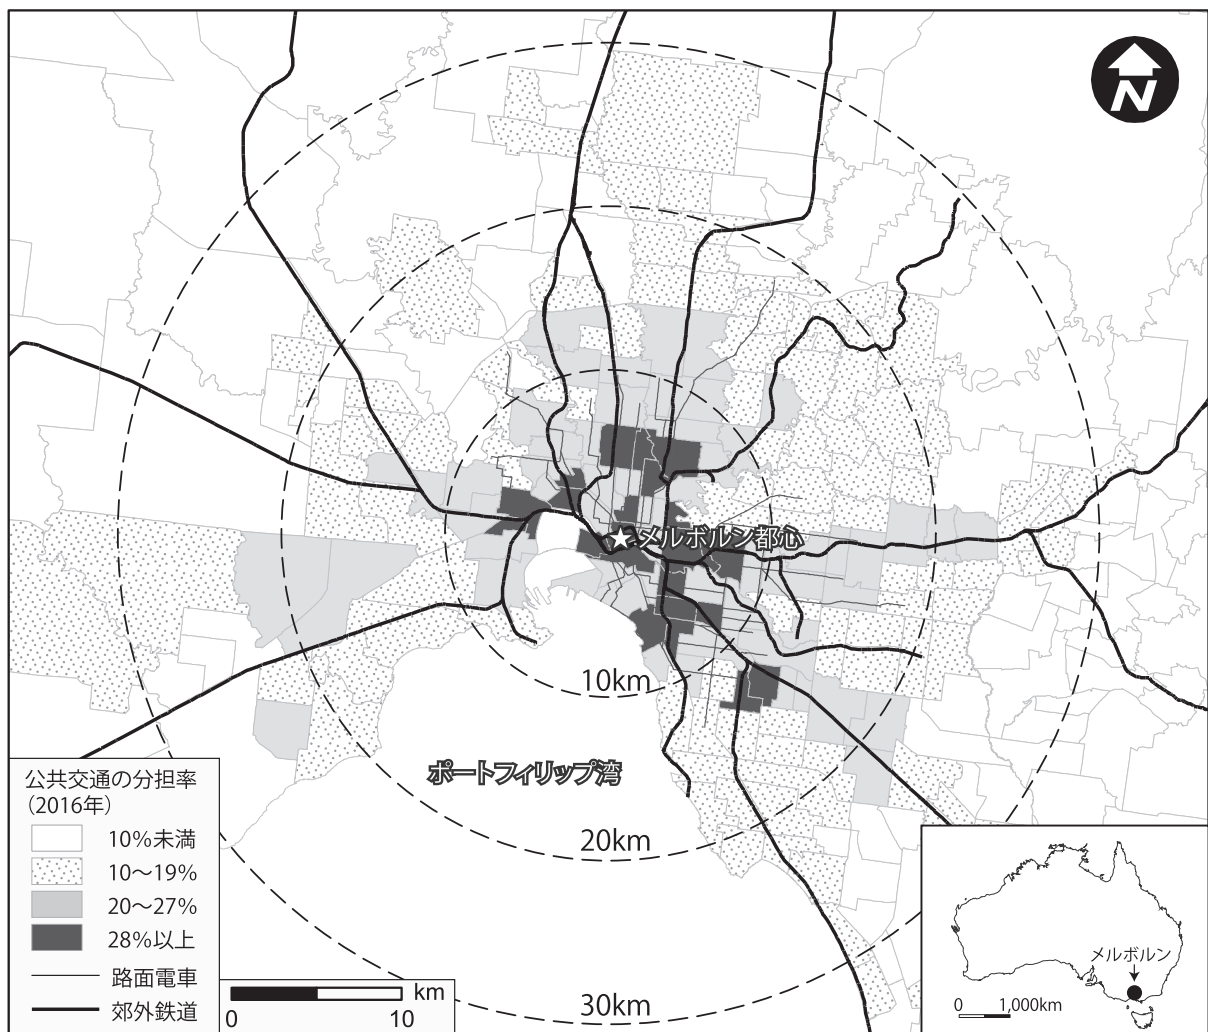 N
メルボルン都心
10km
ポートフィリップ湾
20km
30km
公共交通の分担率
(2016年)
10%未満
10～19%
20～27%
28%以上
路面電車
郊外鉄道
km
0 10
メルボルン
0 1,000km